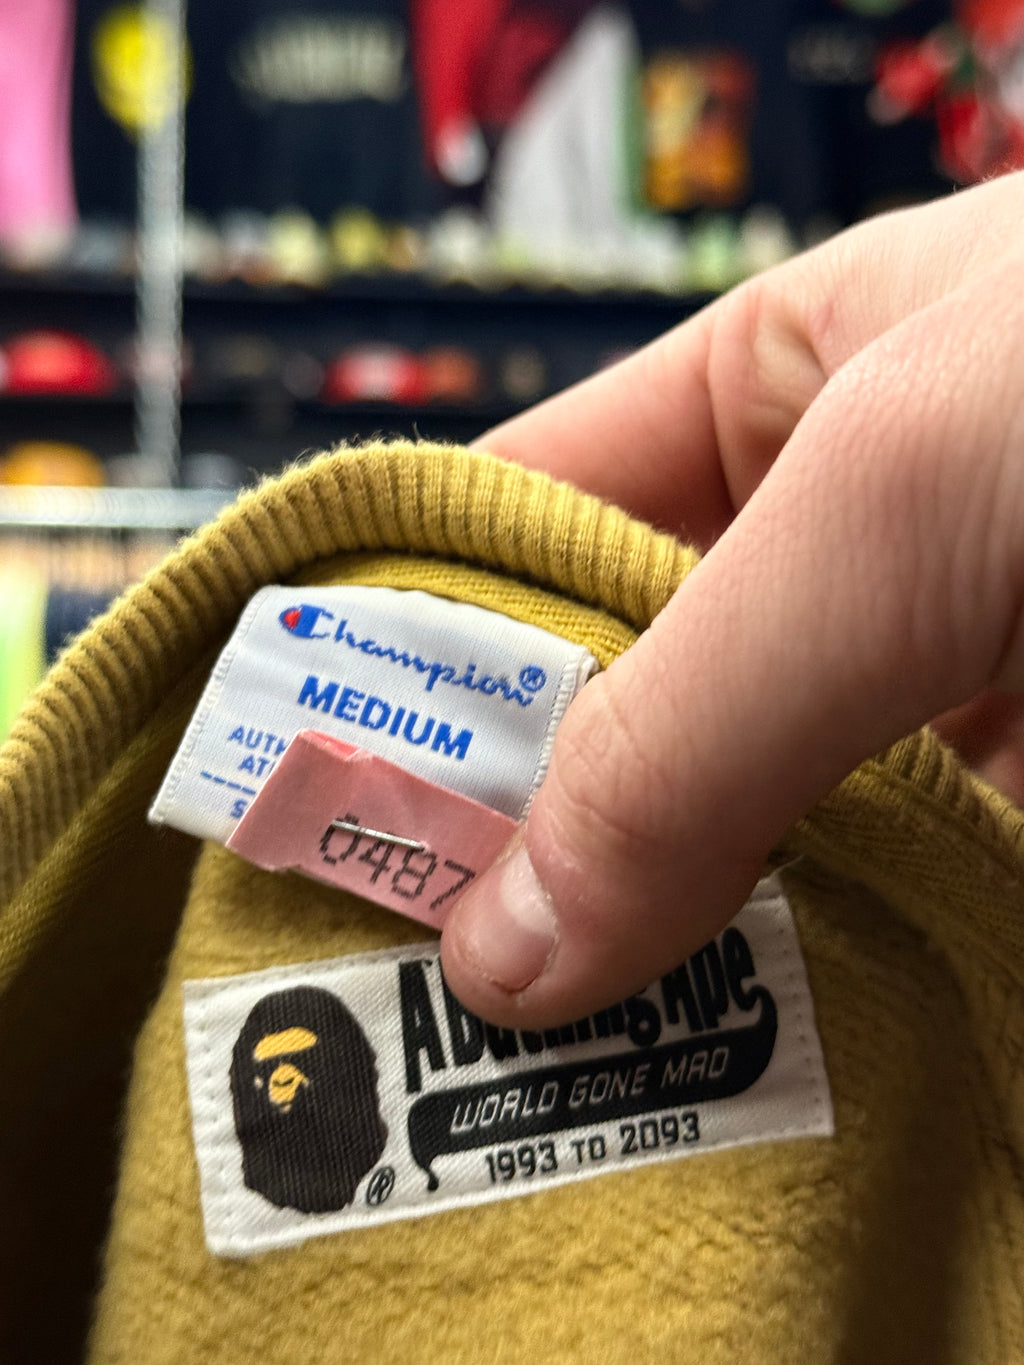 Champion®
MEDIUM
0487
A Bathing Ape
WORLD GONE MAD
1993 TO 2093
®